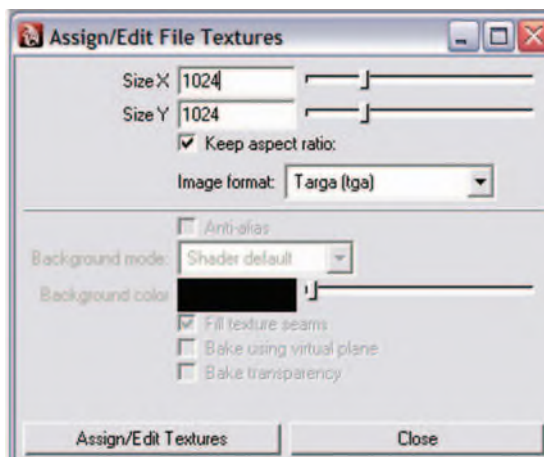 Assign/Edit File Textures
Size X 1024
Size Y 1024
Keep aspect ratio:
Image format: Targa (tga)
Anti-alias
Background mode: Shader default
Background color
Fill texture seams
Bake using virtual plane
Bake transparency
Assign/Edit Textures Close